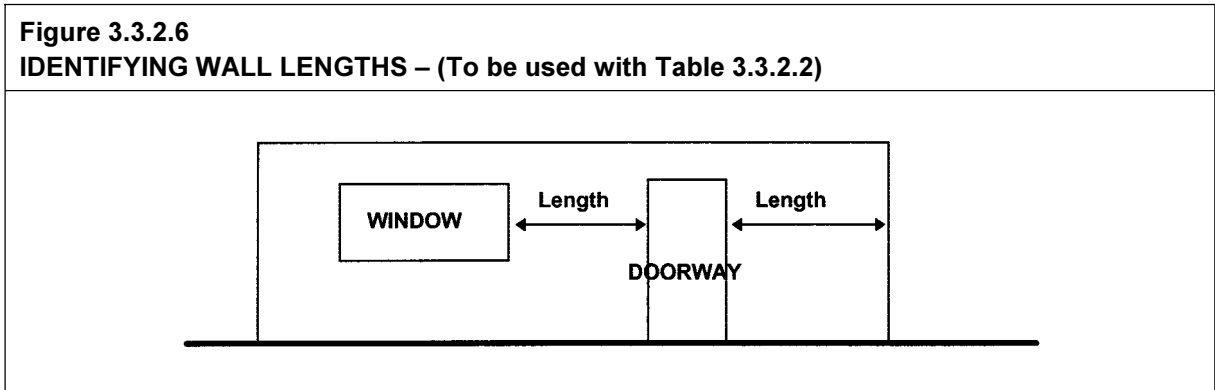 Figure 3.3.2.6
IDENTIFYING WALL LENGTHS – (To be used with Table 3.3.2.2)
Length
Length
WINDOW
DOORWAY